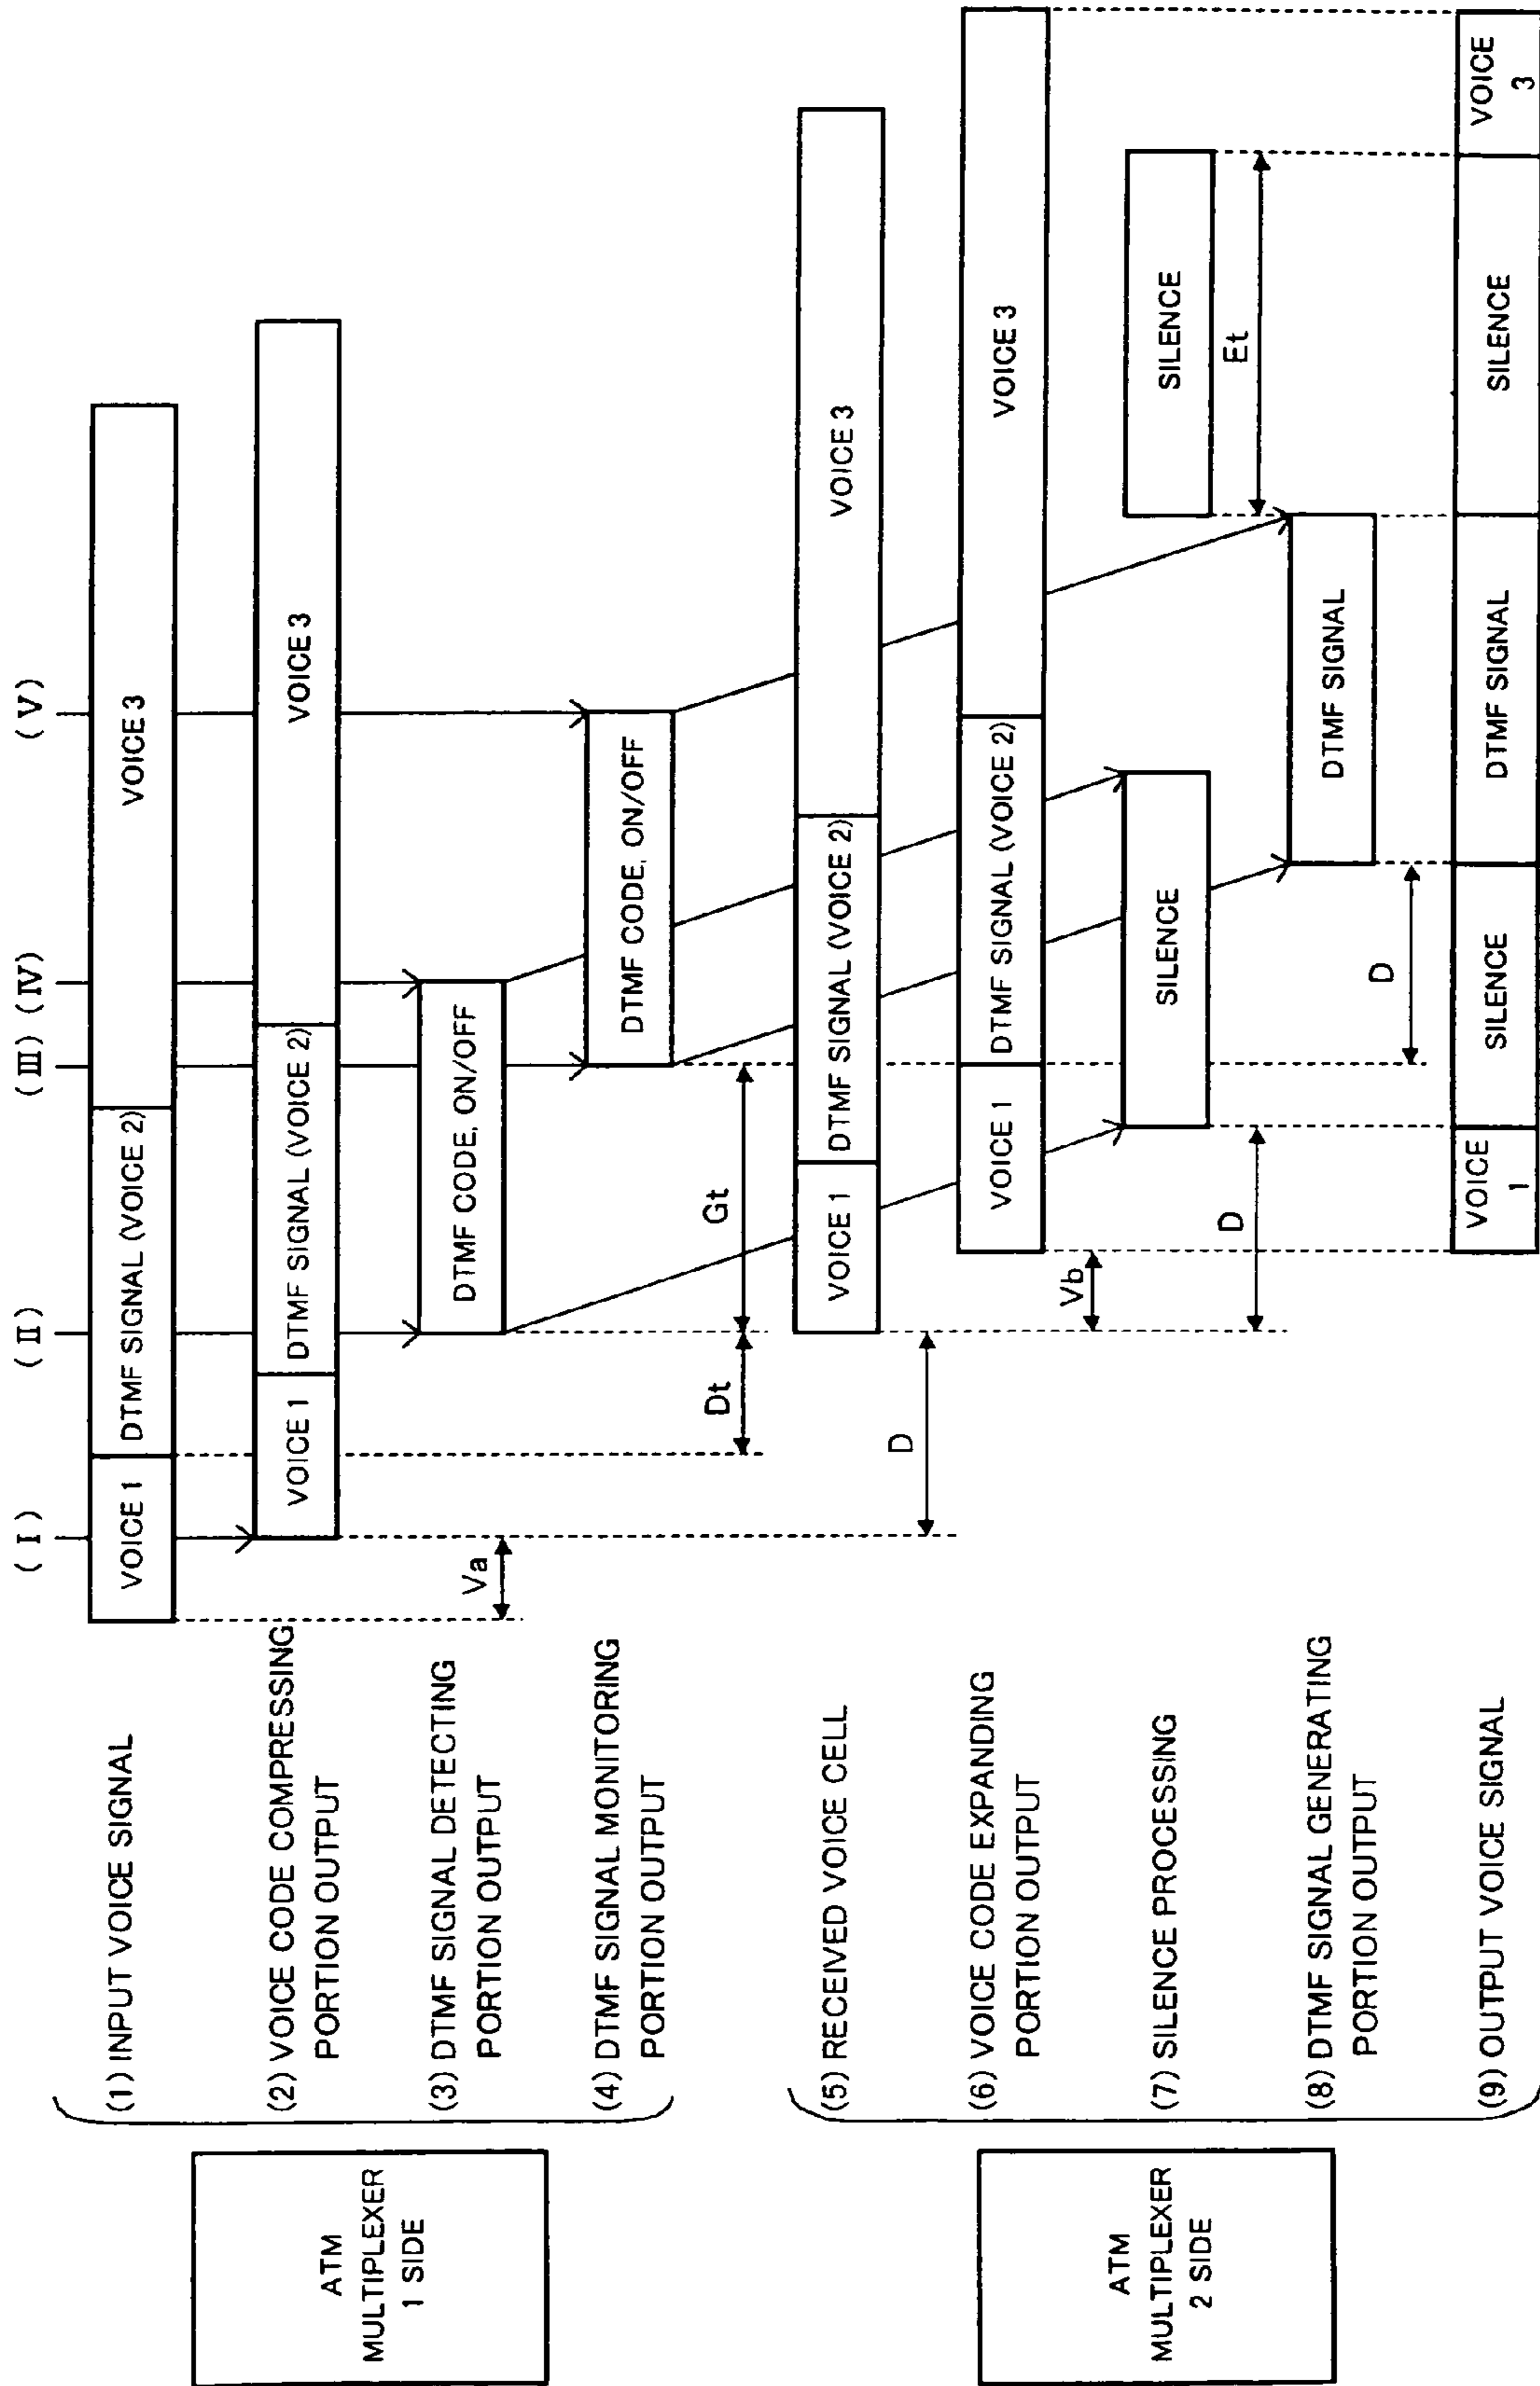 (I) (II) (III) (IV) (V)
ATM
MULTIPLEXER
1 SIDE
(1) INPUT VOICE SIGNAL
VOICE 1
DTMF SIGNAL (VOICE 2)
VOICE 3
(2) VOICE CODE COMPRESSING
PORTION OUTPUT
VOICE 1
DTMF SIGNAL (VOICE 2)
VOICE 3
(3) DTMF SIGNAL DETECTING
PORTION OUTPUT
DTMF CODE, ON/OFF
Va
(4) DTMF SIGNAL MONITORING
PORTION OUTPUT
DTMF CODE, ON/OFF
Dt
Gt
ATM
MULTIPLEXER
2 SIDE
(5) RECEIVED VOICE CELL
VOICE 1
DTMF SIGNAL (VOICE 2)
VOICE 3
D
(6) VOICE CODE EXPANDING
PORTION OUTPUT
VOICE 1
DTMF SIGNAL (VOICE 2)
VOICE 3
Vb
(7) SILENCE PROCESSING
SILENCE
SILENCE
D
Et
(8) DTMF SIGNAL GENERATING
PORTION OUTPUT
DTMF SIGNAL
D
(9) OUTPUT VOICE SIGNAL
VOICE
1
SILENCE
DTMF SIGNAL
SILENCE
VOICE
3